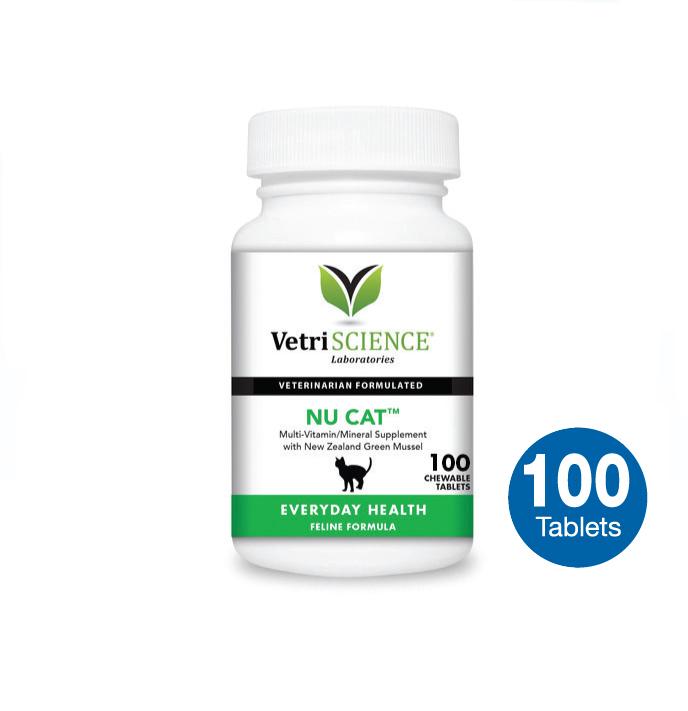 VetriSCIENCE®
Laboratories
VETERINARIAN FORMULATED
NU CAT™
Multi-Vitamin/Mineral Supplement
with New Zealand Green Mussel
100
CHEWABLE
TABLETS
EVERYDAY HEALTH
FELINE FORMULA
100
Tablets